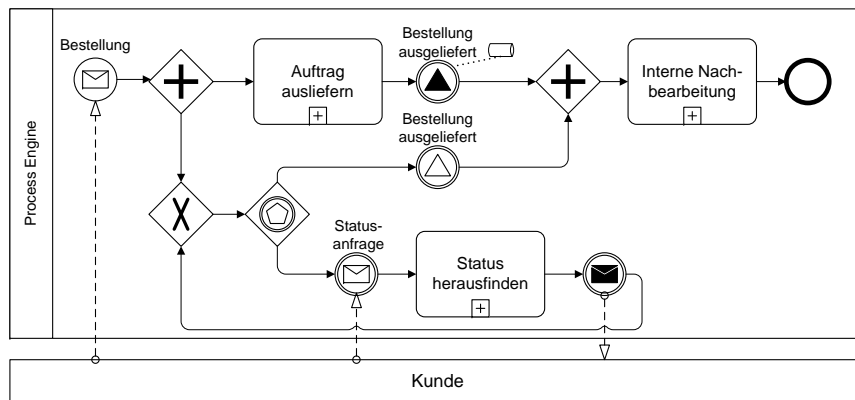 Process Engine
Bestellung
Auftrag
ausliefern
Bestellung
ausgeliefert
Interne Nach-
bearbeitung
Bestellung
ausgeliefert
Status-
anfrage
Status
herausfinden
Kunde